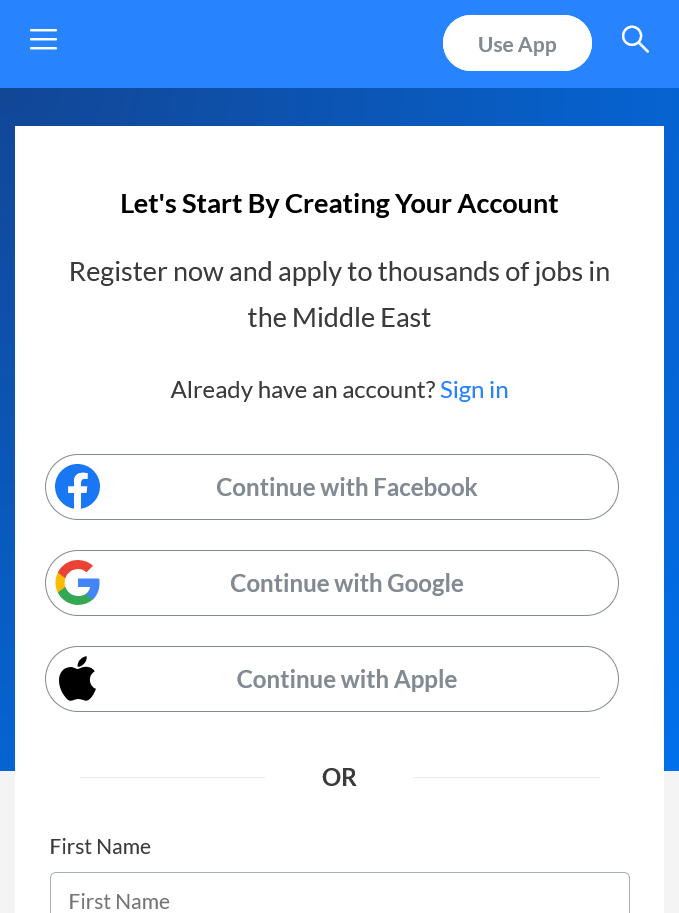 Use App
Let's Start By Creating Your Account
Register now and apply to thousands of jobs in
the Middle East
Already have an account? Sign in
Continue with Facebook
Continue with Google
Continue with Apple
OR
First Name
First Name